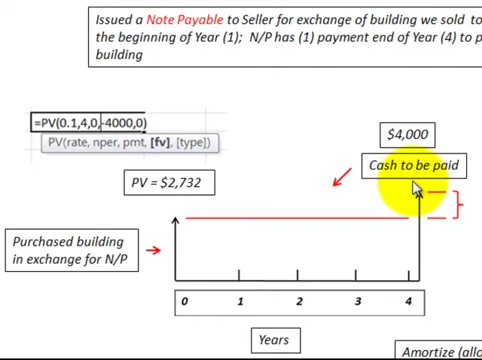 Issued a Note Payable to Seller for exchange of building we sold to
the beginning of Year (1); N/P has (1) payment end of Year (4) to p
building
=PV(0.1,4,0,-4000,0)
PV(rate, nper, pmt, [fv], [type])
$4,000
Cash to be paid
PV = $2,732
Purchased building
in exchange for N/P
0 1 2 3 4
Years
Amortize (allo